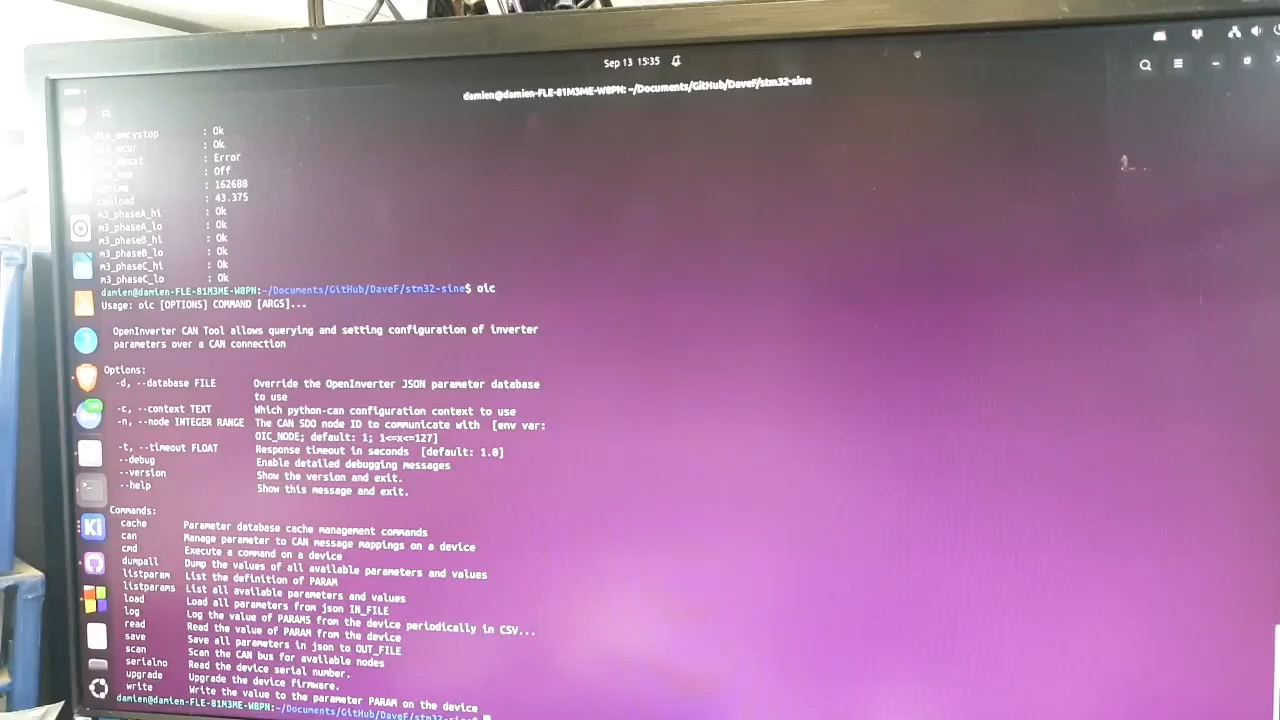 Sep 13 15:35
damien@damien-FLE-81M3ME-W8PN: ~/Documents/GitHub/DaveF/stm32-sine
: Ok
: Ok
: Error
: Off
: 162688
cpuload : 43.375
m3_phaseA_hi : Ok
m3_phaseA_lo : Ok
m3_phaseB_hi : Ok
m3_phaseB_lo : Ok
m3_phaseC_hi : Ok
m3_phaseC_lo : Ok
damien@damien-FLE-81M3ME-W8PN:~/Documents/GitHub/DaveF/stm32-sine$ oic
Usage: oic [OPTIONS] COMMAND [ARGS]...
OpenInverter CAN Tool allows querying and setting configuration of inverter
parameters over a CAN connection
Options:
-d, --database FILE Override the OpenInverter JSON parameter database
to use
-c, --context TEXT Which python-can configuration context to use
-n, --node INTEGER RANGE The CAN SDO node ID to communicate with [env var:
OIC_NODE; default: 1; 1<=x<=127]
-t, --timeout FLOAT Response timeout in seconds [default: 1.0]
--debug Enable detailed debugging messages
--version Show the version and exit.
--help Show this message and exit.
Commands:
cache Parameter database cache management commands
can Manage parameter to CAN message mappings on a device
cmd Execute a command on a device
dumpall Dump the values of all available parameters and values
listparam List the definition of PARAM
listparams List all available parameters and values
load Load all parameters from json IN_FILE
log Log the value of PARAMS from the device periodically in CSV...
read Read the value of PARAM from the device
save Save all parameters in json to OUT_FILE
scan Scan the CAN bus for available nodes
serialno Read the device serial number.
upgrade Upgrade the device firmware.
write Write the value to the parameter PARAM on the device
damien@damien-FLE-81M3ME-W8PN:~/Documents/GitHub/DaveF/stm32-sine$
Ki